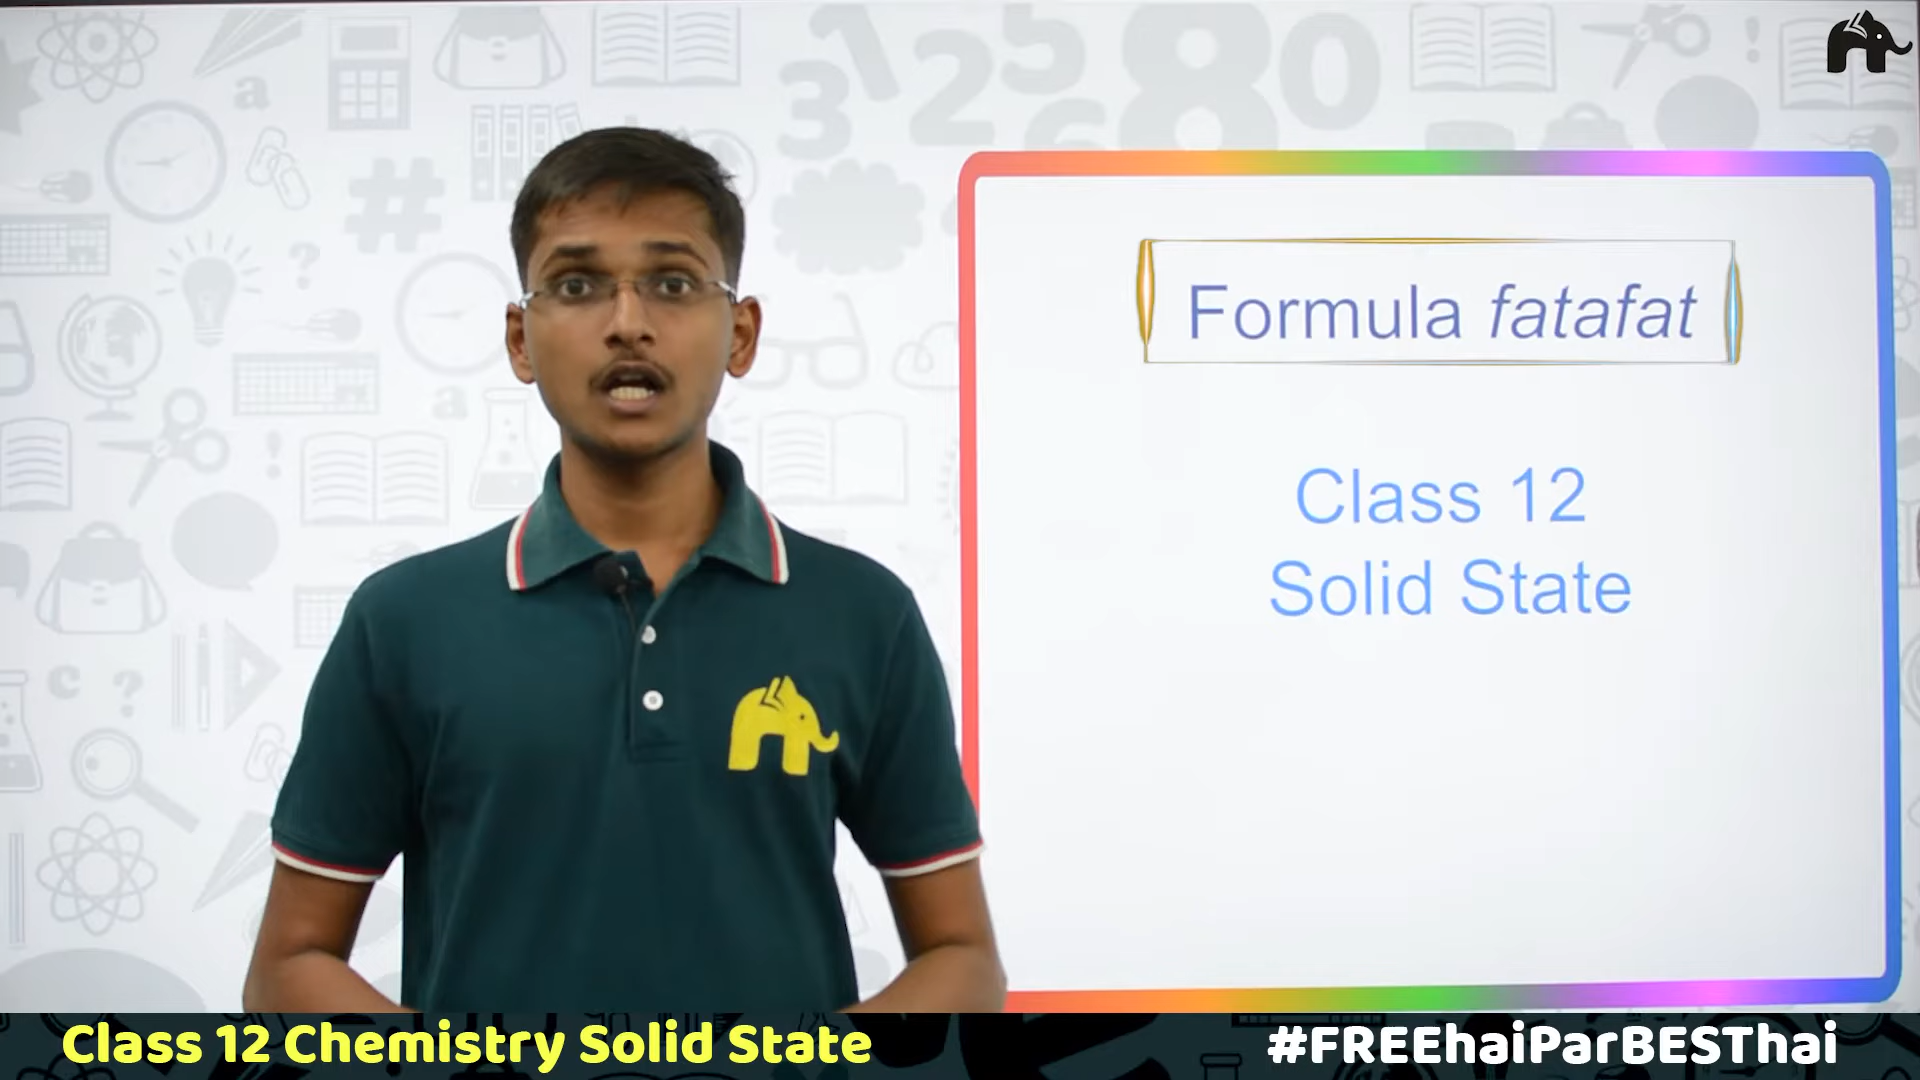 Formula fatafat
Class 12
Solid State
Class 12 Chemistry Solid State
#FREEhaiParBESThai